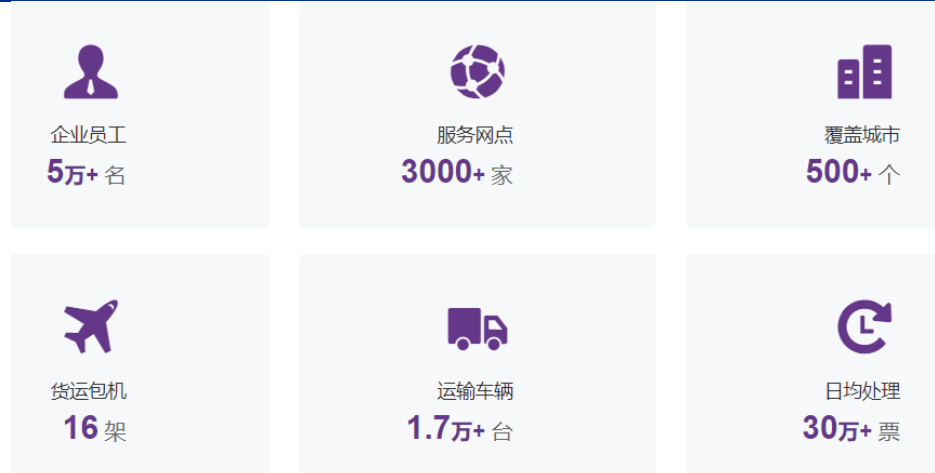 企业员工
5万+ 名
服务网点
3000+ 家
覆盖城市
500+ 个
货运包机
16 架
运输车辆
1.7万+ 台
日均处理
30万+ 票